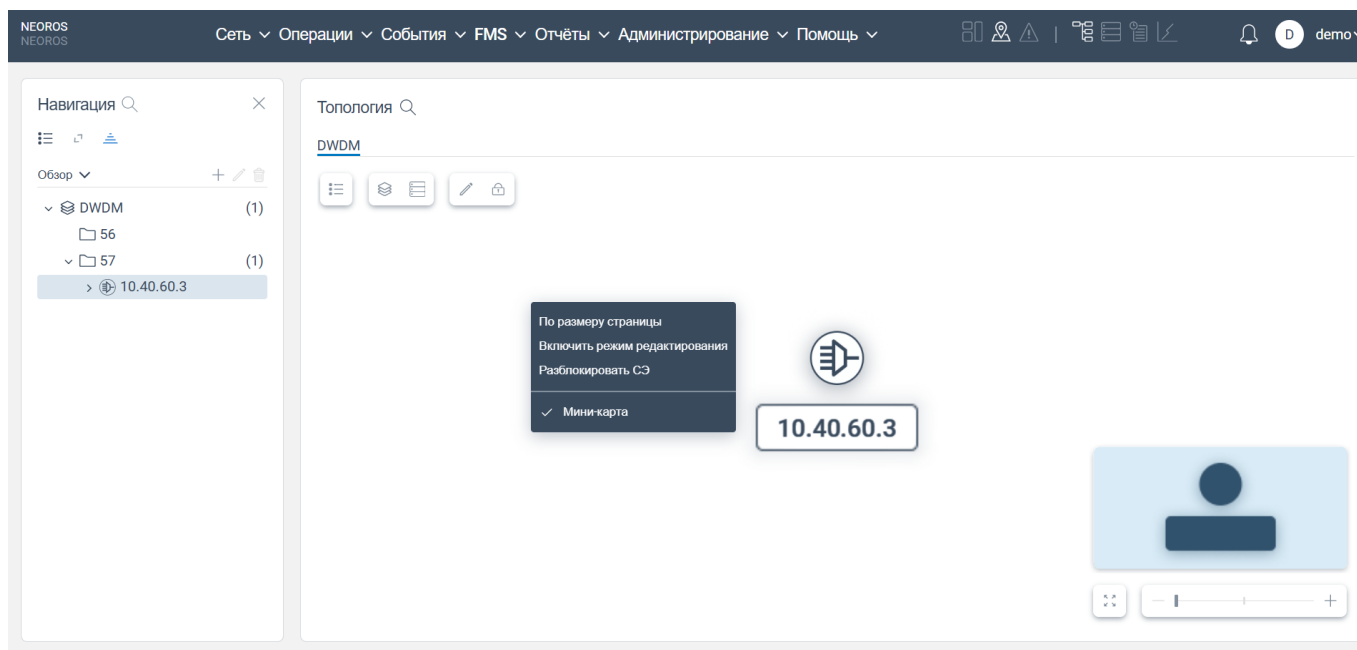 NEOROS
NEOROS
Сеть Операции События FMS Отчёты Администрирование Помощь
D demo
Навигация
Обзор
DWDM (1)
56
57 (1)
10.40.60.3
Топология
DWDM
По размеру страницы
Включить режим редактирования
Разблокировать СЭ
Мини-карта
10.40.60.3